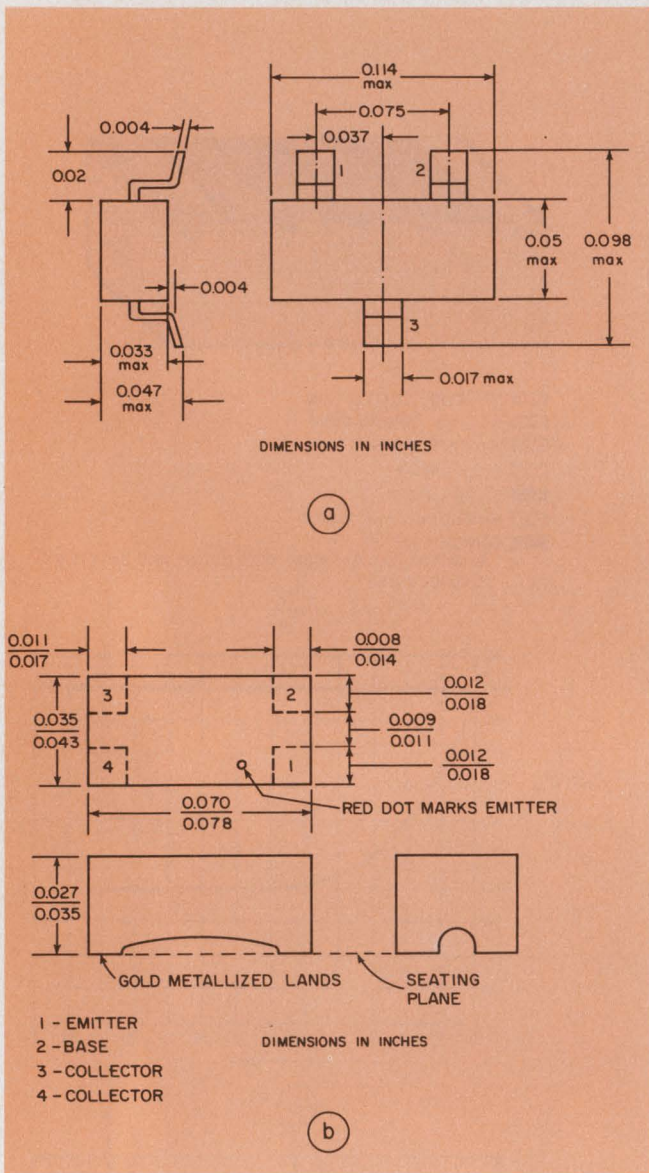 0.114
max
0.075
0.004
0.037
0.02
1
2
0.05
max
0.098
max
0.004
3
0.033
max
0.017 max
0.047
max
DIMENSIONS IN INCHES
a
0.011
0.017
0.008
0.014
3
2
0.012
0.018
0.035
0.043
0.009
0.011
4
1
0.012
0.018
0.070
0.078
RED DOT MARKS EMITTER
0.027
0.035
GOLD METALLIZED LANDS
SEATING
PLANE
1 - EMITTER
2 - BASE
DIMENSIONS IN INCHES
3 - COLLECTOR
4 - COLLECTOR
b